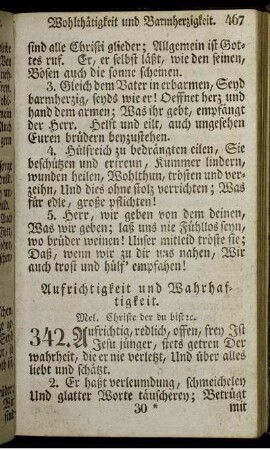 Wohlthätigkeit und Barmherzigkeit. 467
sind alle Christi glieder; Allgemein ist Got-
tes ruf. Er, er selbst läßt, wie den seinen,
Bösen auch die sonne scheinen.
3. Gleich dem Vater in erbarmen, Seyd
barmherzig, seyds wie er! Oeffnet herz und
hand dem armen; Was ihr gebt, empfängt
der Herr. Helft und eilt, auch ungesehen
Euren brüdern beyzustehen.
4. Hülfreich zu bedrängten eilen, Sie
beschützen und erfreun, Kummer lindern,
wunden heilen, Wohlthun, trösten und ver-
zeihn, Und dies ohne stolz verrichten; Was
für edle, große pflichten!
5. Herr, wir geben von dem deinen,
Was wir geben; laß uns nie Fühllos seyn,
wo brüder weinen! Unser mitleid tröste sie;
Daß, wenn wir zu dir uns nahen, Wir
auch trost und hülf' empfahen!
Aufrichtigkeit und Wahrhaf-
tigkeit.
Mel. Christe der du bist ꝛc.
342. Aufrichtig, redlich, offen, frey Ist
Jesu jünger, stets getreu Der
wahrheit, die er nie verletzt, Und über alles
liebt und schätzt.
2. Er haßt verleumdung, schmeicheley
Und glatter Worte täuscherey; Betrügt
30 * mit